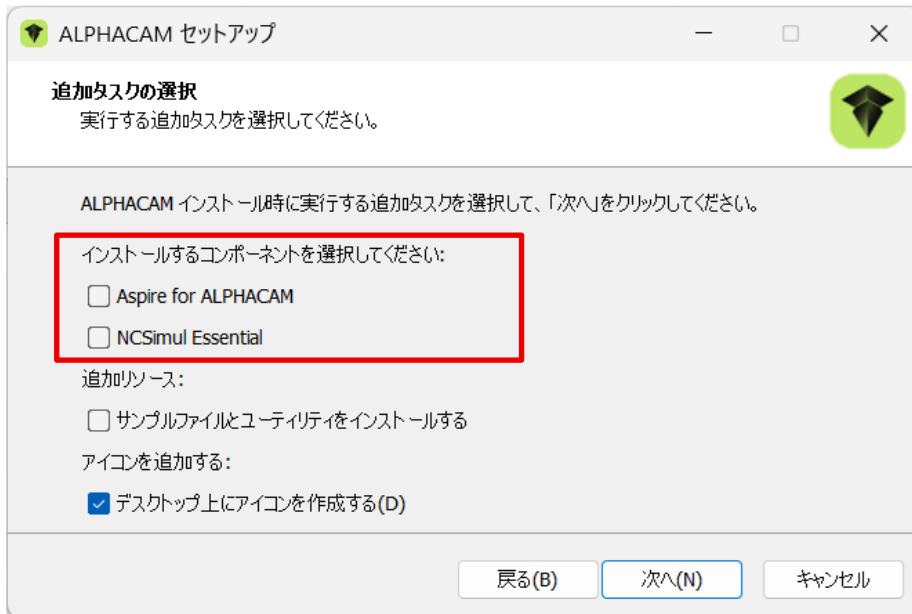 ALPHACAM セットアップ
追加タスクの選択
実行する追加タスクを選択してください。
ALPHACAM インストール時に実行する追加タスクを選択して、「次へ」をクリックしてください。
インストールするコンポーネントを選択してください:
Aspire for ALPHACAM
NCSimul Essential
追加リソース:
サンプルファイルとユーティリティをインストールする
アイコンを追加する:
デスクトップ上にアイコンを作成する(D)
戻る(B)
次へ(N)
キャンセル